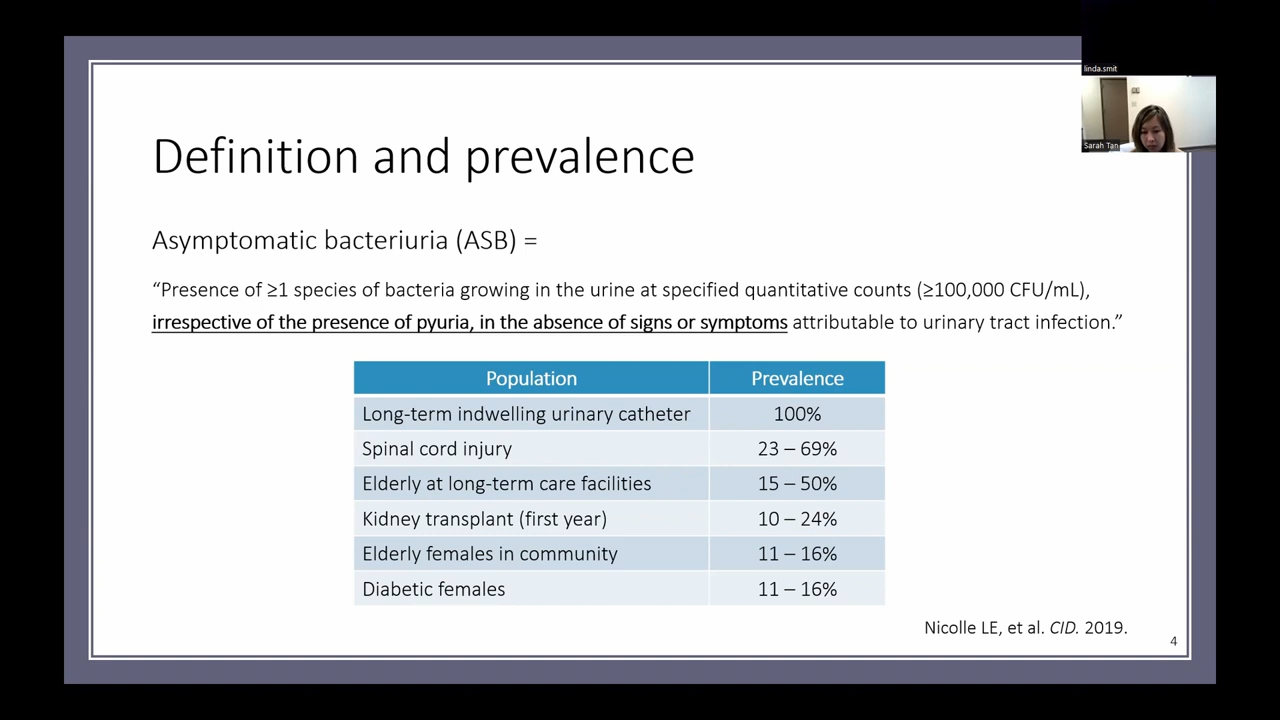 linda.smit
Sarah Tan
Definition and prevalence
Asymptomatic bacteriuria (ASB) =
“Presence of ≥1 species of bacteria growing in the urine at specified quantitative counts (≥100,000 CFU/mL),
irrespective of the presence of pyuria, in the absence of signs or symptoms attributable to urinary tract infection.”
Population Prevalence
Long-term indwelling urinary catheter 100%
Spinal cord injury 23 – 69%
Elderly at long-term care facilities 15 – 50%
Kidney transplant (first year) 10 – 24%
Elderly females in community 11 – 16%
Diabetic females 11 – 16%
Nicolle LE, et al. CID. 2019.
4